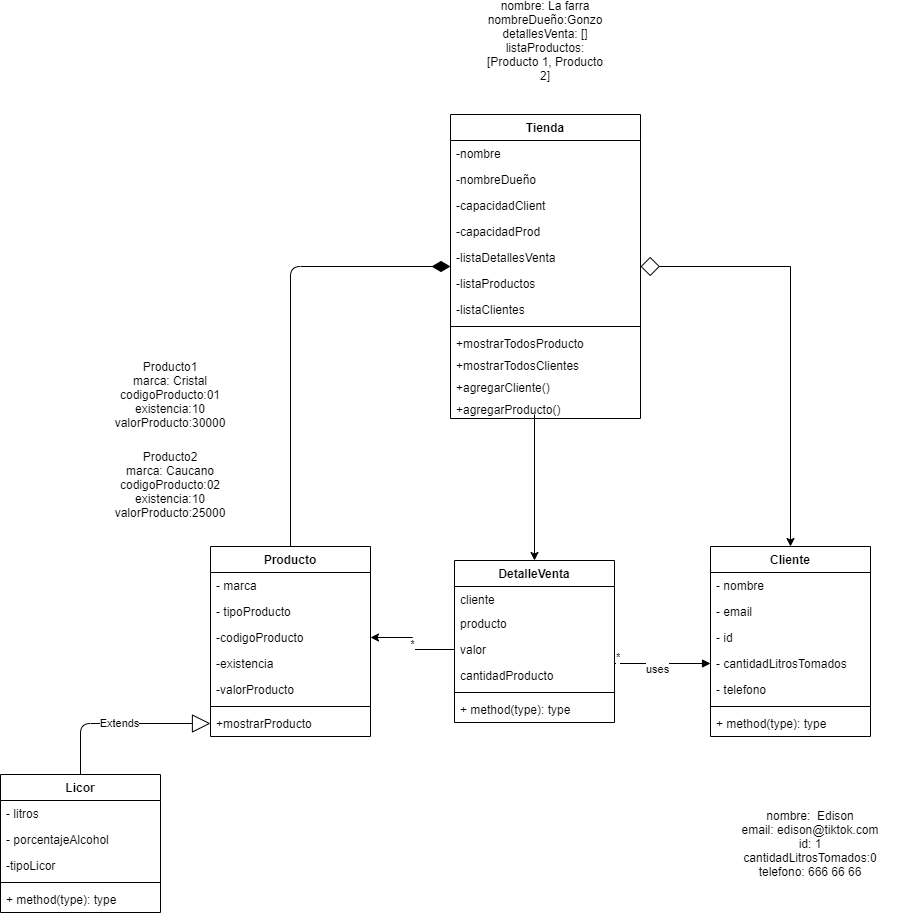 nombre: La farra
nombreDueño:Gonzo
detallesVenta: []
listaProductos:
[Producto 1, Producto
2]
Tienda
-nombre
-nombreDueño
-capacidadClient
-capacidadProd
-listaDetallesVenta
-listaProductos
-listaClientes
+mostrarTodosProducto
+mostrarTodosClientes
+agregarCliente()
+agregarProducto()
Producto1
marca: Cristal
codigoProducto:01
existencia:10
valorProducto:30000
Producto2
marca: Caucano
codigoProducto:02
existencia:10
valorProducto:25000
Producto
- marca
- tipoProducto
-codigoProducto
-existencia
-valorProducto
+mostrarProducto
*
DetalleVenta
cliente
producto
valor
cantidadProducto
+ method(type): type
*
uses
Cliente
- nombre
- email
- id
- cantidadLitrosTomados
- telefono
+ method(type): type
Extends
Licor
- litros
- porcentajeAlcohol
-tipoLicor
+ method(type): type
nombre: Edison
email: edison@tiktok.com
id: 1
cantidadLitrosTomados:0
telefono: 666 66 66